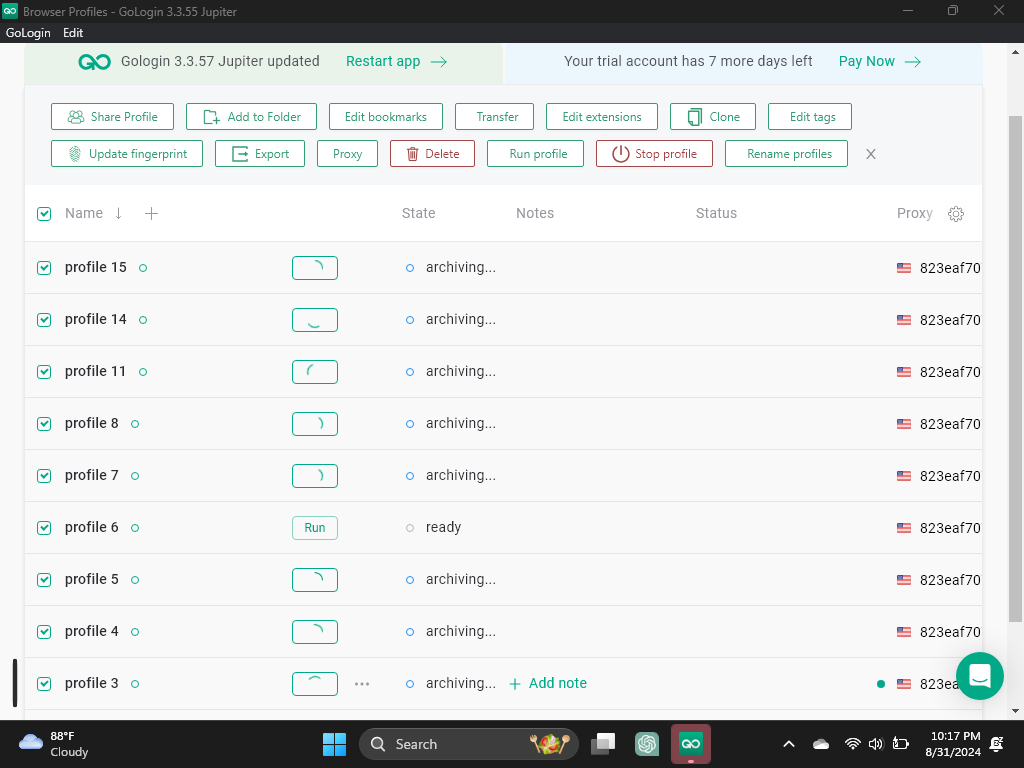 Browser Profiles - GoLogin 3.3.55 Jupiter
GoLogin Edit
Gologin 3.3.57 Jupiter updated Restart app
Your trial account has 7 more days left Pay Now
Share Profile Add to Folder Edit bookmarks Transfer Edit extensions Clone Edit tags
Update fingerprint Export Proxy Delete Run profile Stop profile Rename profiles X
Name State Notes Status Proxy
profile 15 archiving... 823eaf70
profile 14 archiving... 823eaf70
profile 11 archiving... 823eaf70
profile 8 archiving... 823eaf70
profile 7 archiving... 823eaf70
profile 6 Run ready 823eaf70
profile 5 archiving... 823eaf70
profile 4 archiving... 823eaf70
profile 3 archiving... + Add note 823ea
88°F
Cloudy
Search
10:17 PM
8/31/2024